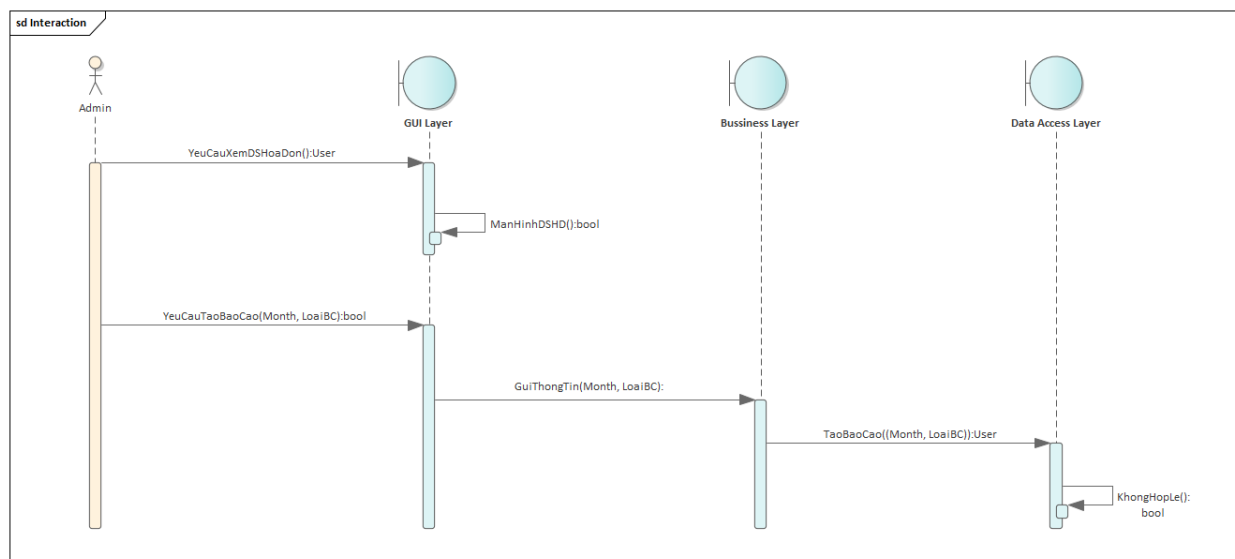 sd Interaction
Admin
GUI Layer
Bussiness Layer
Data Access Layer
YeuCauXemDSHoaDon():User
ManHinhDSHD():bool
YeuCauTaoBaoCao(Month, LoaiBC):bool
GuiThongTin(Month, LoaiBC):
TaoBaoCao((Month, LoaiBC)):User
KhongHopLe():
bool